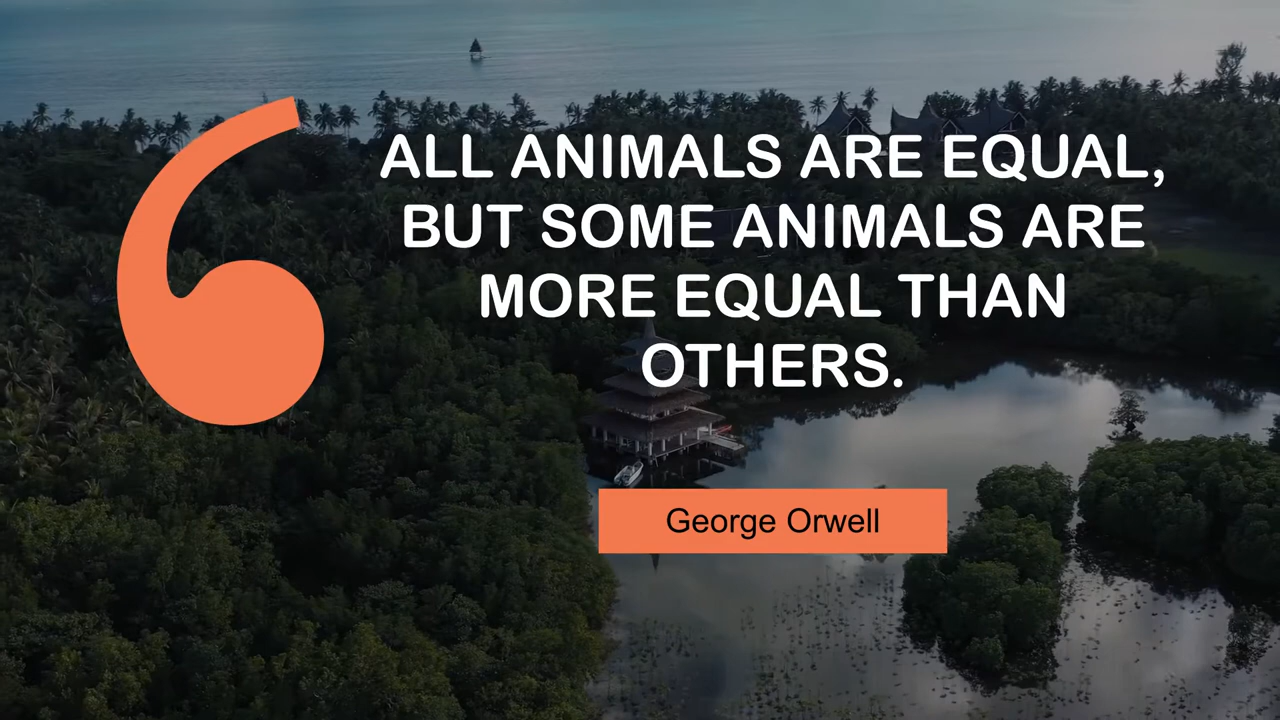 ALL ANIMALS ARE EQUAL,
BUT SOME ANIMALS ARE
MORE EQUAL THAN
OTHERS.
George Orwell